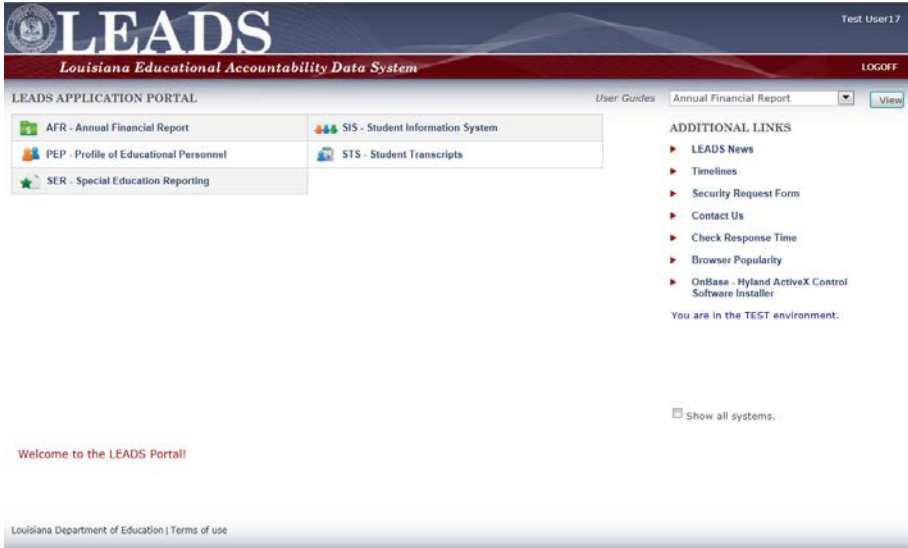 LEADS
Test User17
Louisiana Educational Accountability Data System
LOGOFF
LEADS APPLICATION PORTAL
User Guides
Annual Financial Report
View
AFR - Annual Financial Report
SIS - Student Information System
PEP - Profile of Educational Personnel
STS - Student Transcripts
SER - Special Education Reporting
ADDITIONAL LINKS
LEADS News
Timelines
Security Request Form
Contact Us
Check Response Time
Browser Popularity
OnBase - Hyland ActiveX Control
Software Installer
You are in the TEST environment.
Show all systems.
Welcome to the LEADS Portal!
Louisiana Department of Education | Terms of use